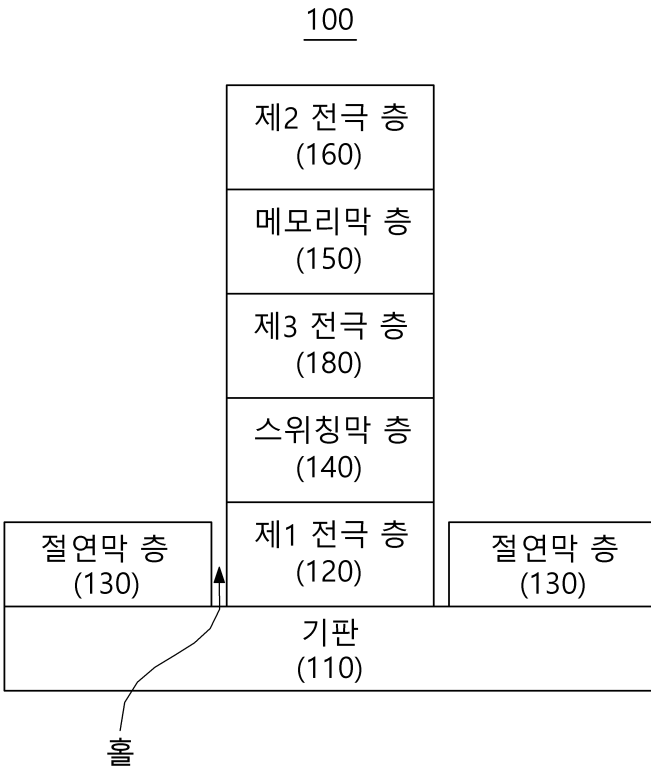 100
제2 전극 층
(160)
메모리막 층
(150)
제3 전극 층
(180)
스위칭막 층
(140)
제1 전극 층
(120)
절연막 층
(130)
절연막 층
(130)
기판
(110)
홀